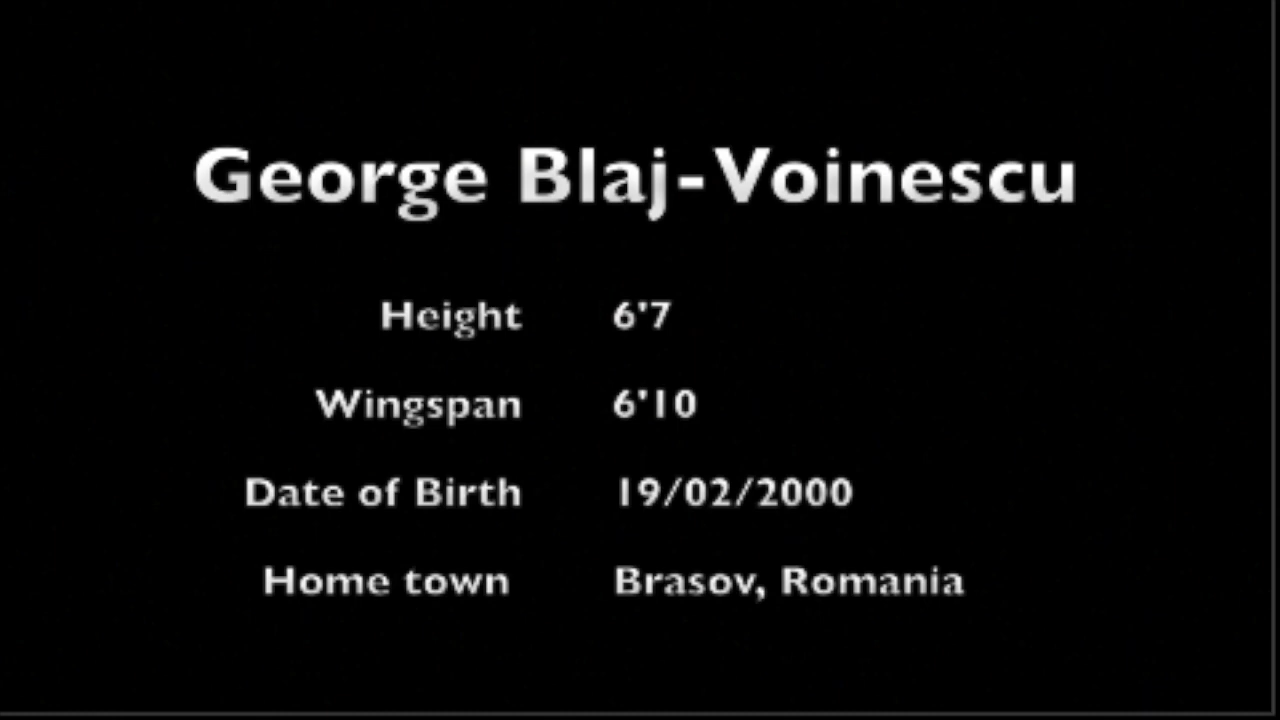 George Blaj-Voinescu
Height 6'7
Wingspan 6'10
Date of Birth 19/02/2000
Home town Brasov, Romania